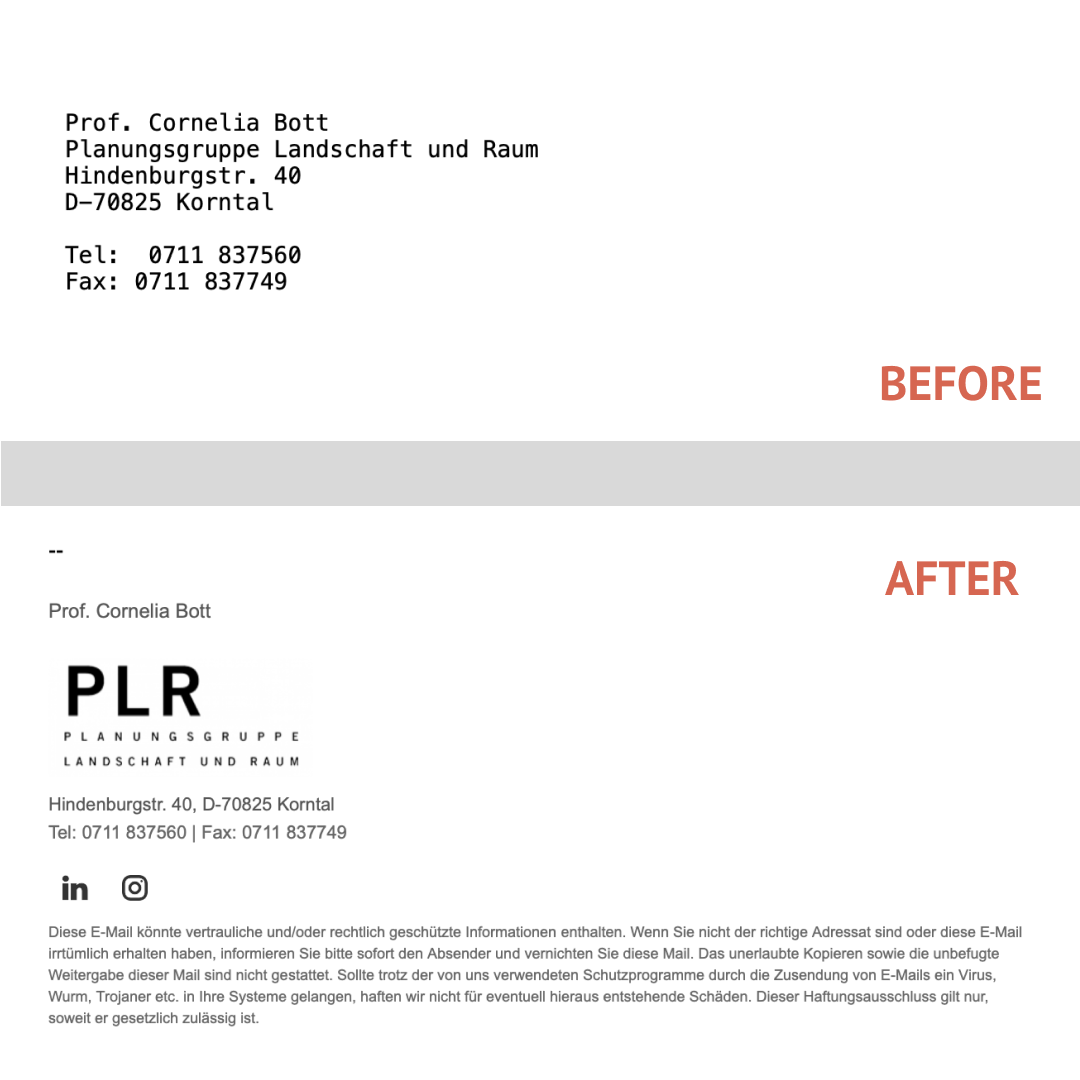 Prof. Cornelia Bott
Planungsgruppe Landschaft und Raum
Hindenburgstr. 40
D-70825 Korntal
Tel:  0711 837560
Fax: 0711 837749
BEFORE
--
AFTER
Prof. Cornelia Bott
PLR
PLANUNGSGRUPPE
LANDSCHAFT UND RAUM
Hindenburgstr. 40, D-70825 Korntal
Tel: 0711 837560 | Fax: 0711 837749
in
Diese E-Mail könnte vertrauliche und/oder rechtlich geschützte Informationen enthalten. Wenn Sie nicht der richtige Adressat sind oder diese E-Mail
irrtümlich erhalten haben, informieren Sie bitte sofort den Absender und vernichten Sie diese Mail. Das unerlaubte Kopieren sowie die unbefugte
Weitergabe dieser Mail sind nicht gestattet. Sollte trotz der von uns verwendeten Schutzprogramme durch die Zusendung von E-Mails ein Virus,
Wurm, Trojaner etc. in Ihre Systeme gelangen, haften wir nicht für eventuell hieraus entstehende Schäden. Dieser Haftungsausschluss gilt nur,
soweit er gesetzlich zulässig ist.